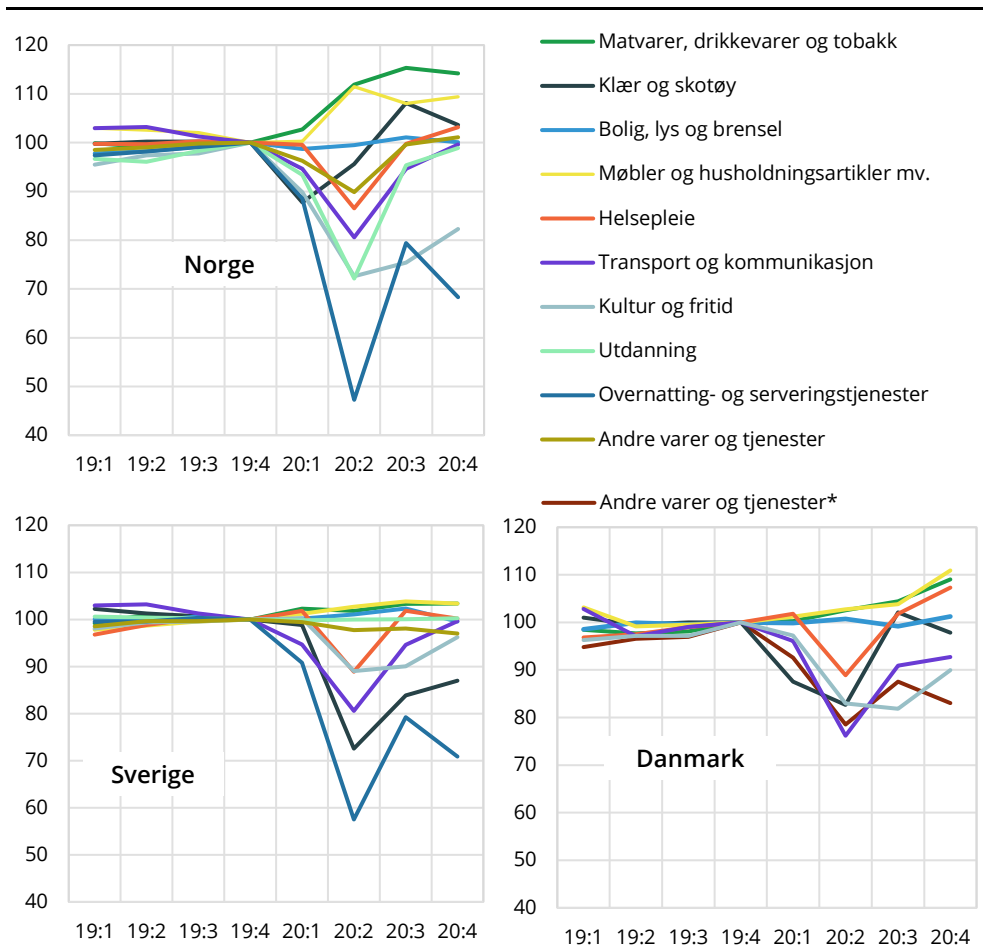 120
110
100
90
80
70
60
50
40
Norge
19:1 19:2 19:3 19:4 20:1 20:2 20:3 20:4
Matvarer, drikkevarer og tobakk
Klær og skotøy
Bolig, lys og brensel
Møbler og husholdningsartikler mv.
Helsepleie
Transport og kommunikasjon
Kultur og fritid
Utdanning
Overnatting- og serveringstjenester
Andre varer og tjenester
Andre varer og tjenester*
120
110
100
90
80
70
60
50
40
Sverige
19:1 19:2 19:3 19:4 20:1 20:2 20:3 20:4
120
110
100
90
80
70
60
50
40
Danmark
19:1 19:2 19:3 19:4 20:1 20:2 20:3 20:4